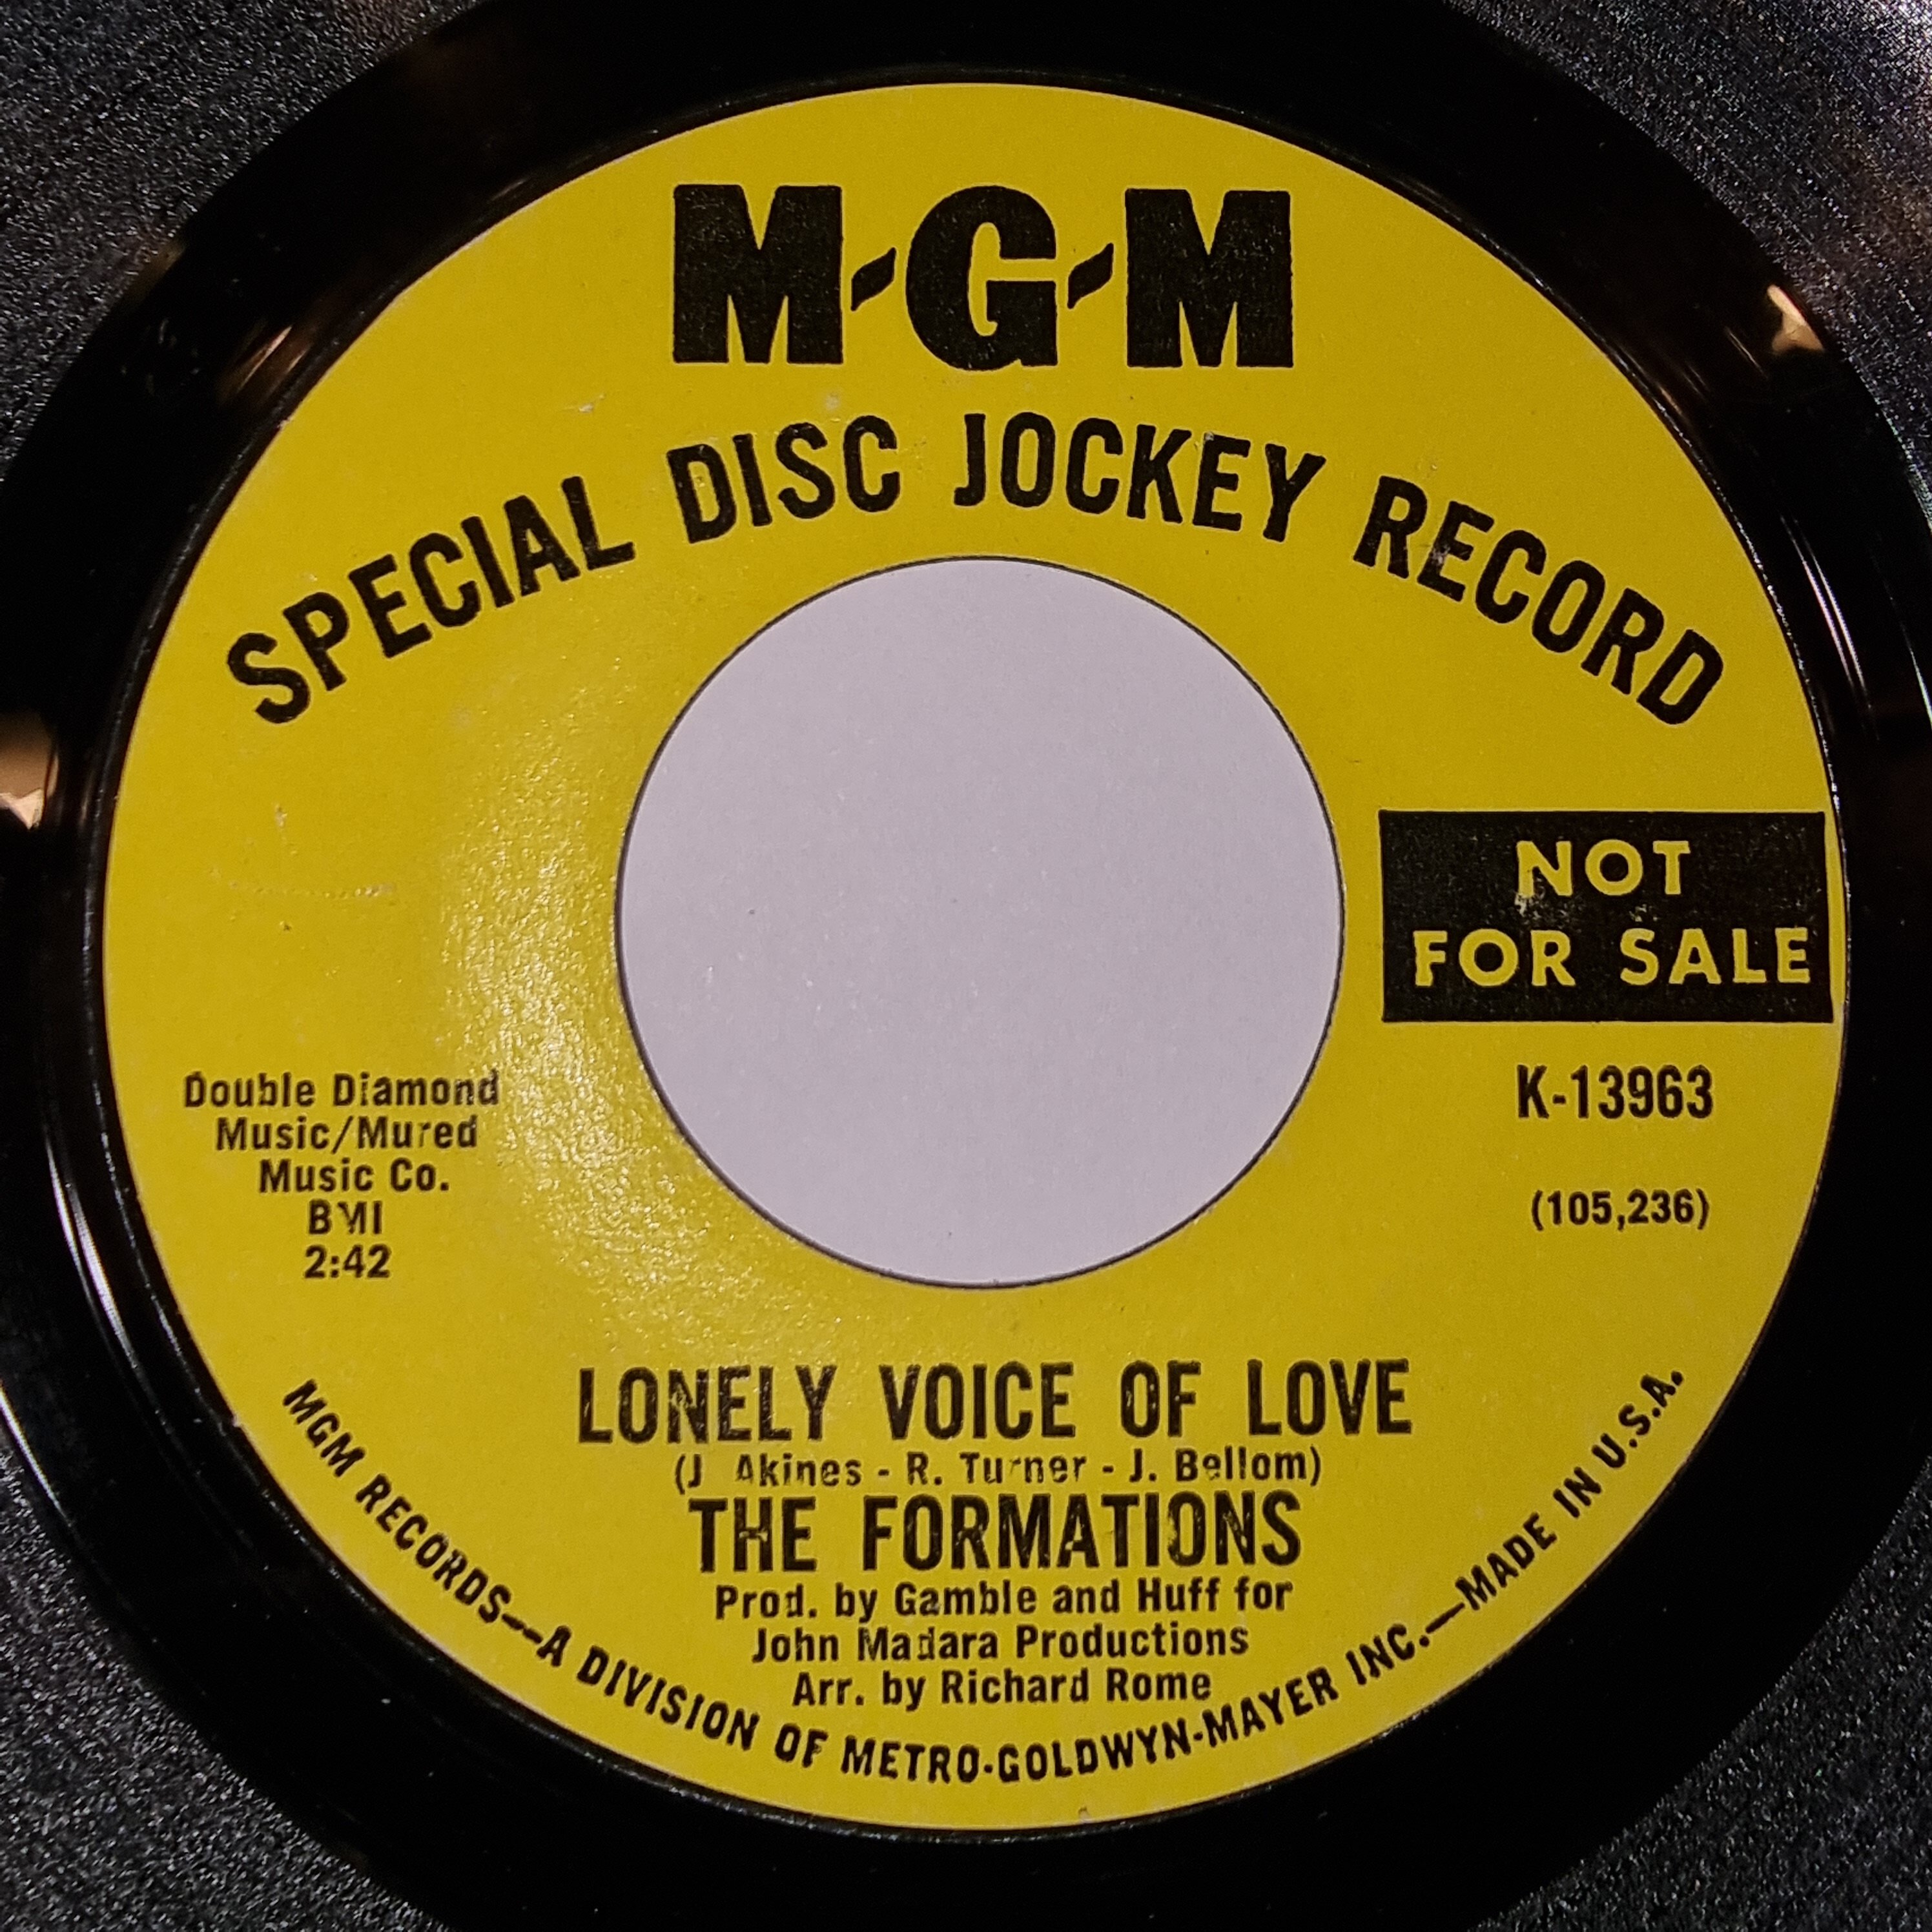 M-G-M
SPECIAL DISC JOCKEY RECORD
NOT
FOR SALE
K-13963
(105,236)
Double Diamond
Music/Mured
Music Co.
BMI
2:42
LONELY VOICE OF LOVE
(J. Akines - R. Turner - J. Bellom)
THE FORMATIONS
Prod. by Gamble and Huff for
John Madara Productions
Arr. by Richard Rome
MGM RECORDS—A DIVISION OF METRO-GOLDWYN-MAYER INC.—MADE IN U.S.A.